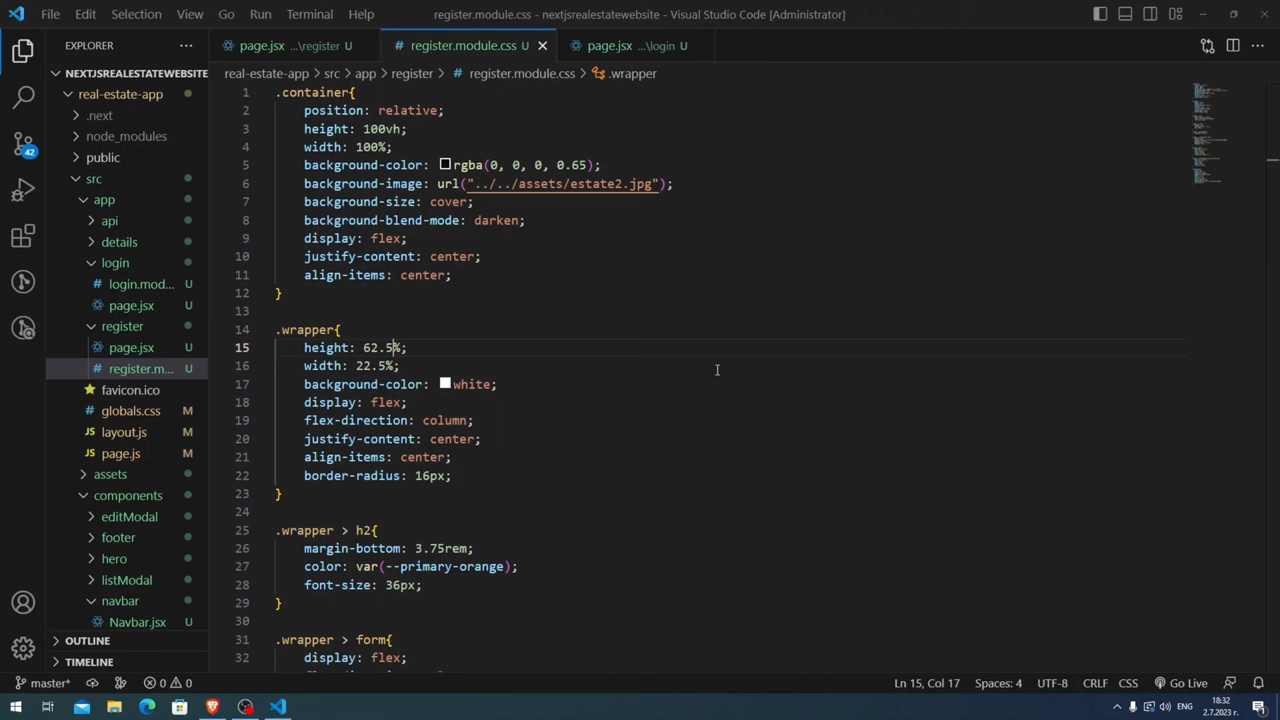 File Edit Selection View Go Run Terminal Help register.module.css - nextjsrealestatewebsite - Visual Studio Code [Administrator]
EXPLORER
page.jsx ...\register U
register.module.css U
page.jsx ...\login U
real-estate-app > src > app > register > # register.module.css > .wrapper
NEXTJSREALESTATEWEBSITE
real-estate-app
.next
node_modules
public
src
app
api
details
login
# login.mod... U
page.jsx U
register
page.jsx U
# register.m... U
favicon.ico
# globals.css M
JS layout.js M
JS page.js M
assets
components
editModal
footer
hero
listModal
navbar
Navbar.jsx U
OUTLINE
TIMELINE
42
1 .container{
2 position: relative;
3 height: 100vh;
4 width: 100%;
5 background-color: rgba(0, 0, 0, 0.65);
6 background-image: url("../../assets/estate2.jpg");
7 background-size: cover;
8 background-blend-mode: darken;
9 display: flex;
10 justify-content: center;
11 align-items: center;
12 }
13
14 .wrapper{
15 height: 62.5%;
16 width: 22.5%;
17 background-color: white;
18 display: flex;
19 flex-direction: column;
20 justify-content: center;
21 align-items: center;
22 border-radius: 16px;
23 }
24
25 .wrapper > h2{
26 margin-bottom: 3.75rem;
27 color: var(--primary-orange);
28 font-size: 36px;
29 }
30
31 .wrapper > form{
32 display: flex;
master* 0 0 Ln 15, Col 17 Spaces: 4 UTF-8 CRLF CSS Go Live
ENG 18:32
2.7.2023 г.